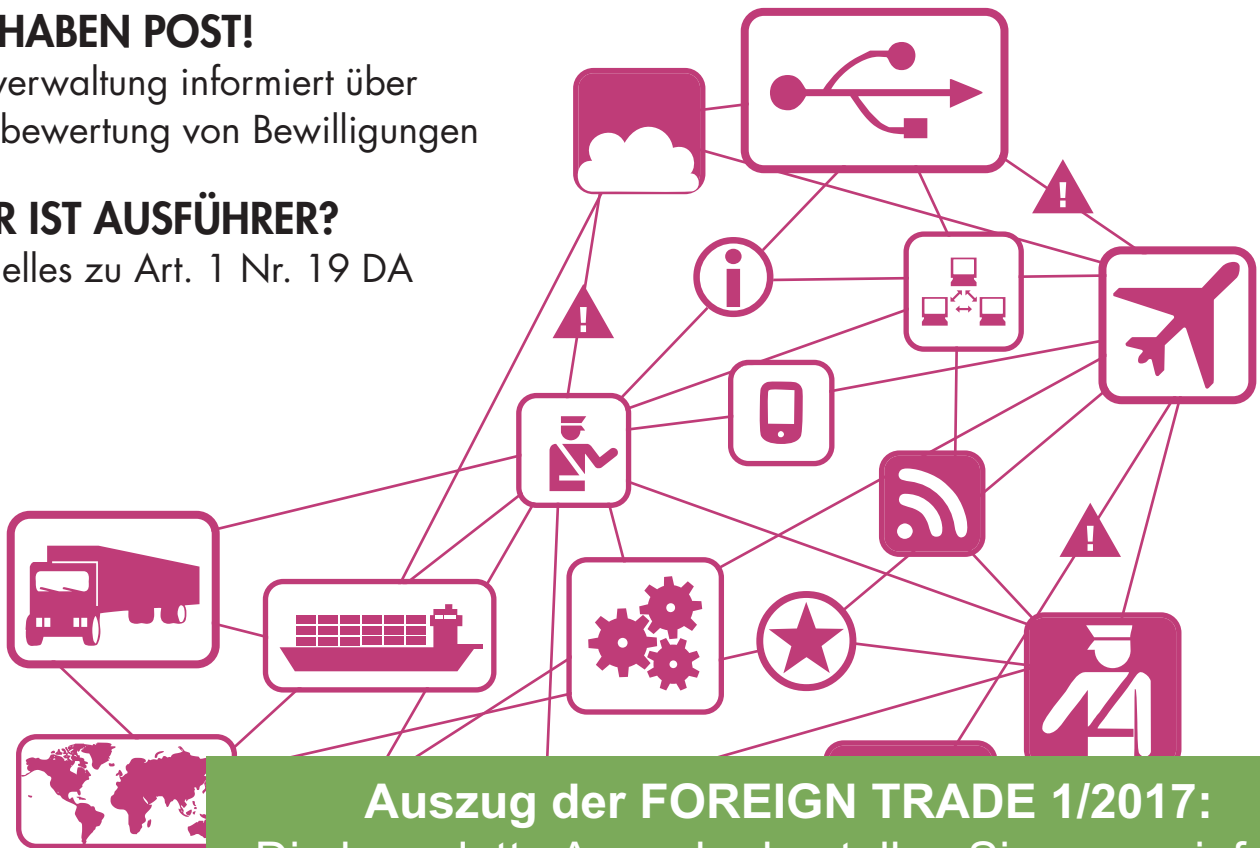 HABEN POST!
verwaltung informiert über
bewertung von Bewilligungen
R IST AUSFÜHRER?
elles zu Art. 1 Nr. 19 DA
!
!
!
Auszug der FOREIGN TRADE 1/2017: